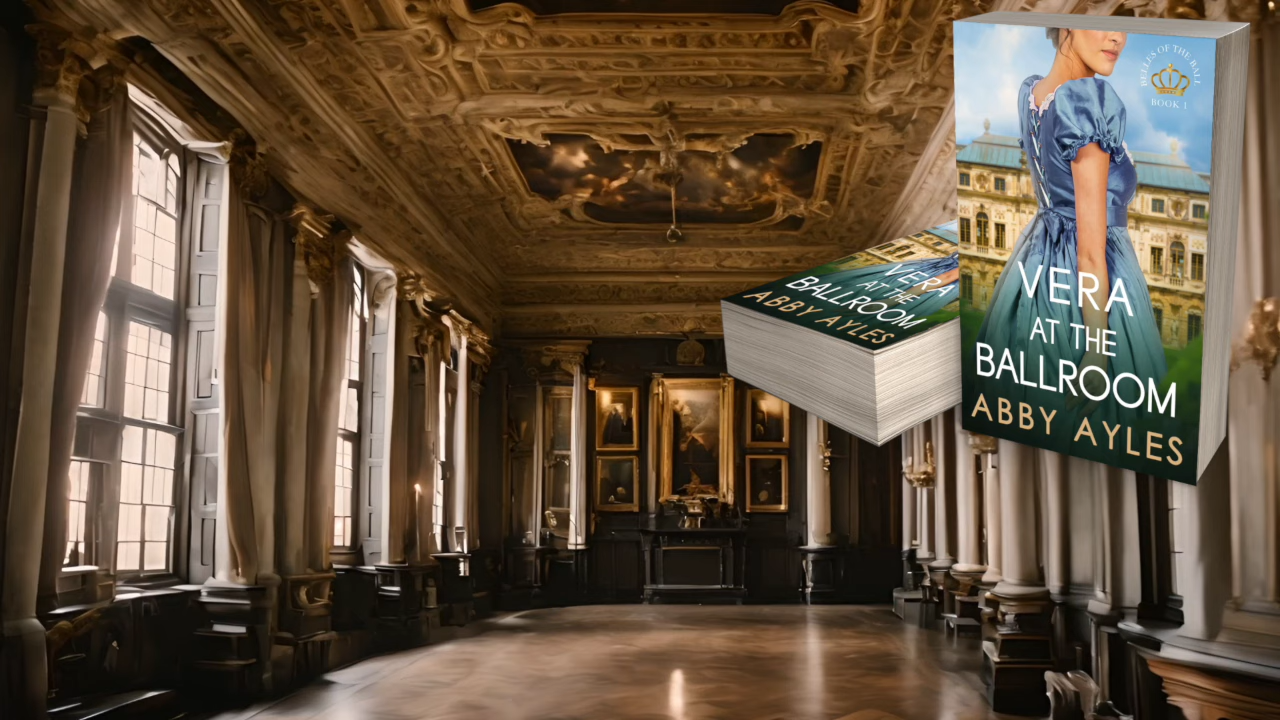 VERA
AT THE
BALLROOM
ABBY AYLES
BELLES OF THE BALL
BOOK 1
VERA
AT THE
BALLROOM
ABBY AYLES